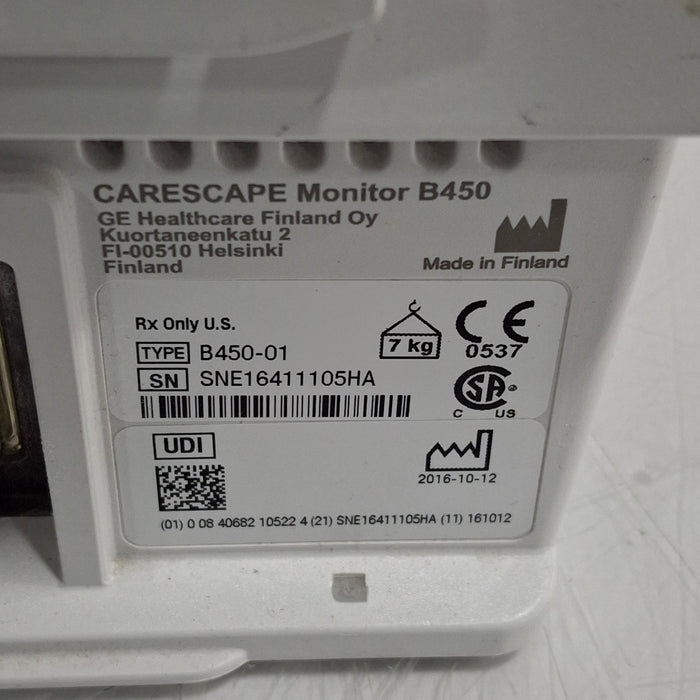 CARESCAPE Monitor B450
GE Healthcare Finland Oy
Kuortaneenkatu 2
FI-00510 Helsinki
Finland
Made in Finland
Rx Only U.S.
TYPE B450-01
SN SNE16411105HA
7 kg
CE
0537
SA ®
C US
UDI
2016-10-12
(01) 0 08 40682 10522 4 (21) SNE16411105HA (11) 161012